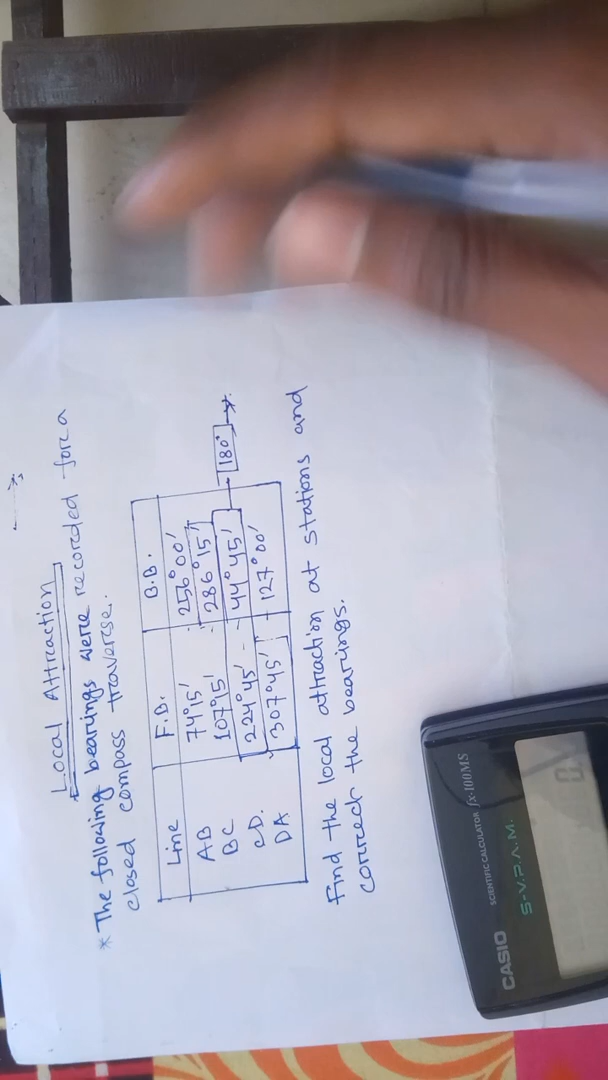 Local Attraction
* The following bearings were recorded for a
closed compass traverse.
Line F.B. B.B.
AB 74°15' 256°00'
BC 107°15' 286°15'
CD. 224°45' 44°45' 180°
DA 307°45' 127°00'
Find the local attraction at stations and
correct the bearings.
CASIO SCIENTIFIC CALCULATOR fx-100MS
S-V.P.A.M.
0.